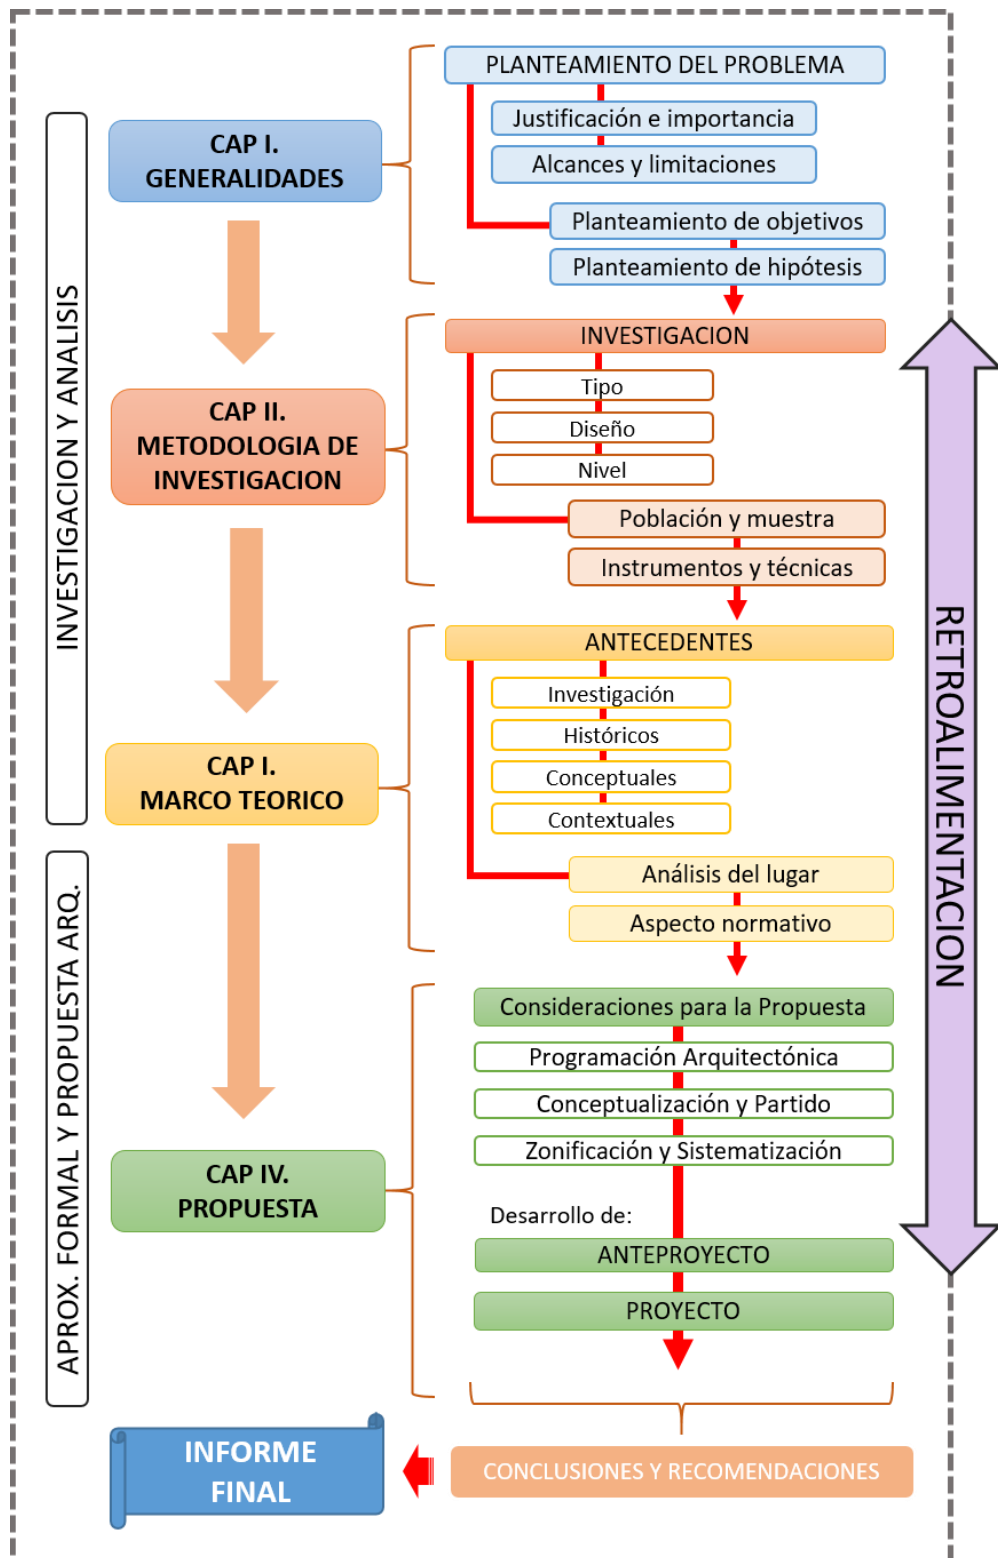 INVESTIGACION Y ANALISIS
CAP I.
GENERALIDADES
PLANTEAMIENTO DEL PROBLEMA
Justificación e importancia
Alcances y limitaciones
Planteamiento de objetivos
Planteamiento de hipótesis
CAP II.
METODOLOGIA DE
INVESTIGACION
INVESTIGACION
Tipo
Diseño
Nivel
Población y muestra
Instrumentos y técnicas
CAP I.
MARCO TEORICO
ANTECEDENTES
Investigación
Históricos
Conceptuales
Contextuales
Análisis del lugar
Aspecto normativo
APROX. FORMAL Y PROPUESTA ARQ.
CAP IV.
PROPUESTA
Consideraciones para la Propuesta
Programación Arquitectónica
Conceptualización y Partido
Zonificación y Sistematización
Desarrollo de:
ANTEPROYECTO
PROYECTO
RETROALIMENTACION
CONCLUSIONES Y RECOMENDACIONES
INFORME
FINAL